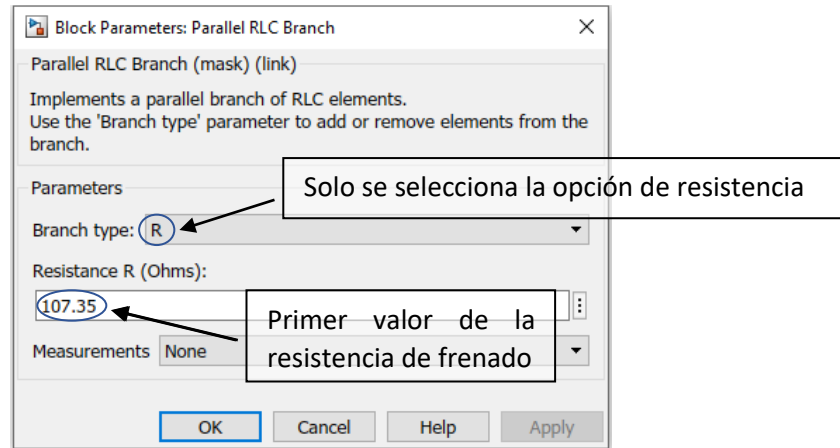 Block Parameters: Parallel RLC Branch
Parallel RLC Branch (mask) (link)
Implements a parallel branch of RLC elements.
Use the 'Branch type' parameter to add or remove elements from the
branch.
Solo se selecciona la opción de resistencia
Parameters
Branch type: R
Resistance R (Ohms):
107.35
Primer valor de la
resistencia de frenado
Measurements None
OK Cancel Help Apply